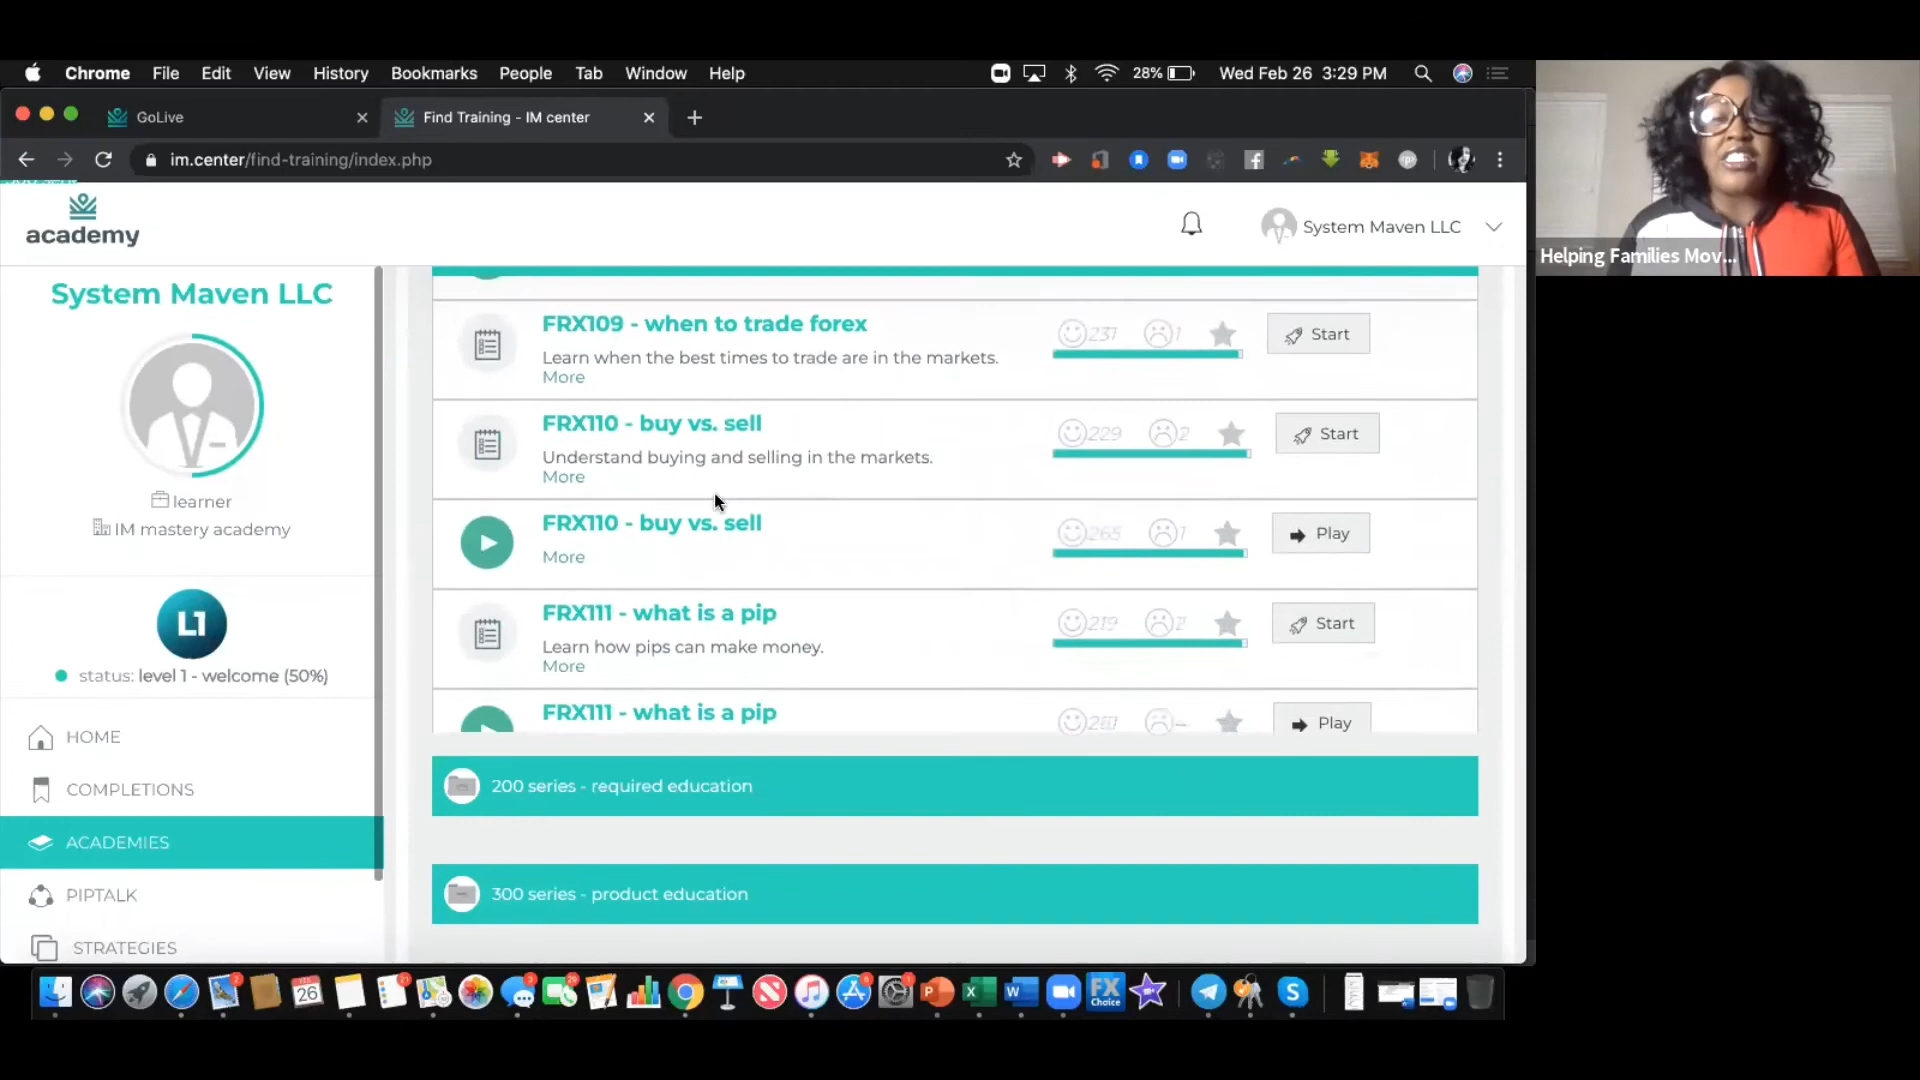 Chrome File Edit View History Bookmarks People Tab Window Help 28% Wed Feb 26 3:29 PM
GoLive
Find Training - IM center
im.center/find-training/index.php
academy
System Maven LLC
Helping Families Mov...
System Maven LLC
learner
IM mastery academy
L1
status: level 1 - welcome (50%)
HOME
COMPLETIONS
ACADEMIES
PIPTALK
STRATEGIES
FRX109 - when to trade forex
231 1 Start
Learn when the best times to trade are in the markets.
More
FRX110 - buy vs. sell
229 2 Start
Understand buying and selling in the markets.
More
FRX110 - buy vs. sell
265 1 Play
More
FRX111 - what is a pip
219 Start
Learn how pips can make money.
More
FRX111 - what is a pip
Play
200 series - required education
300 series - product education
FEB
26
FX
Choice